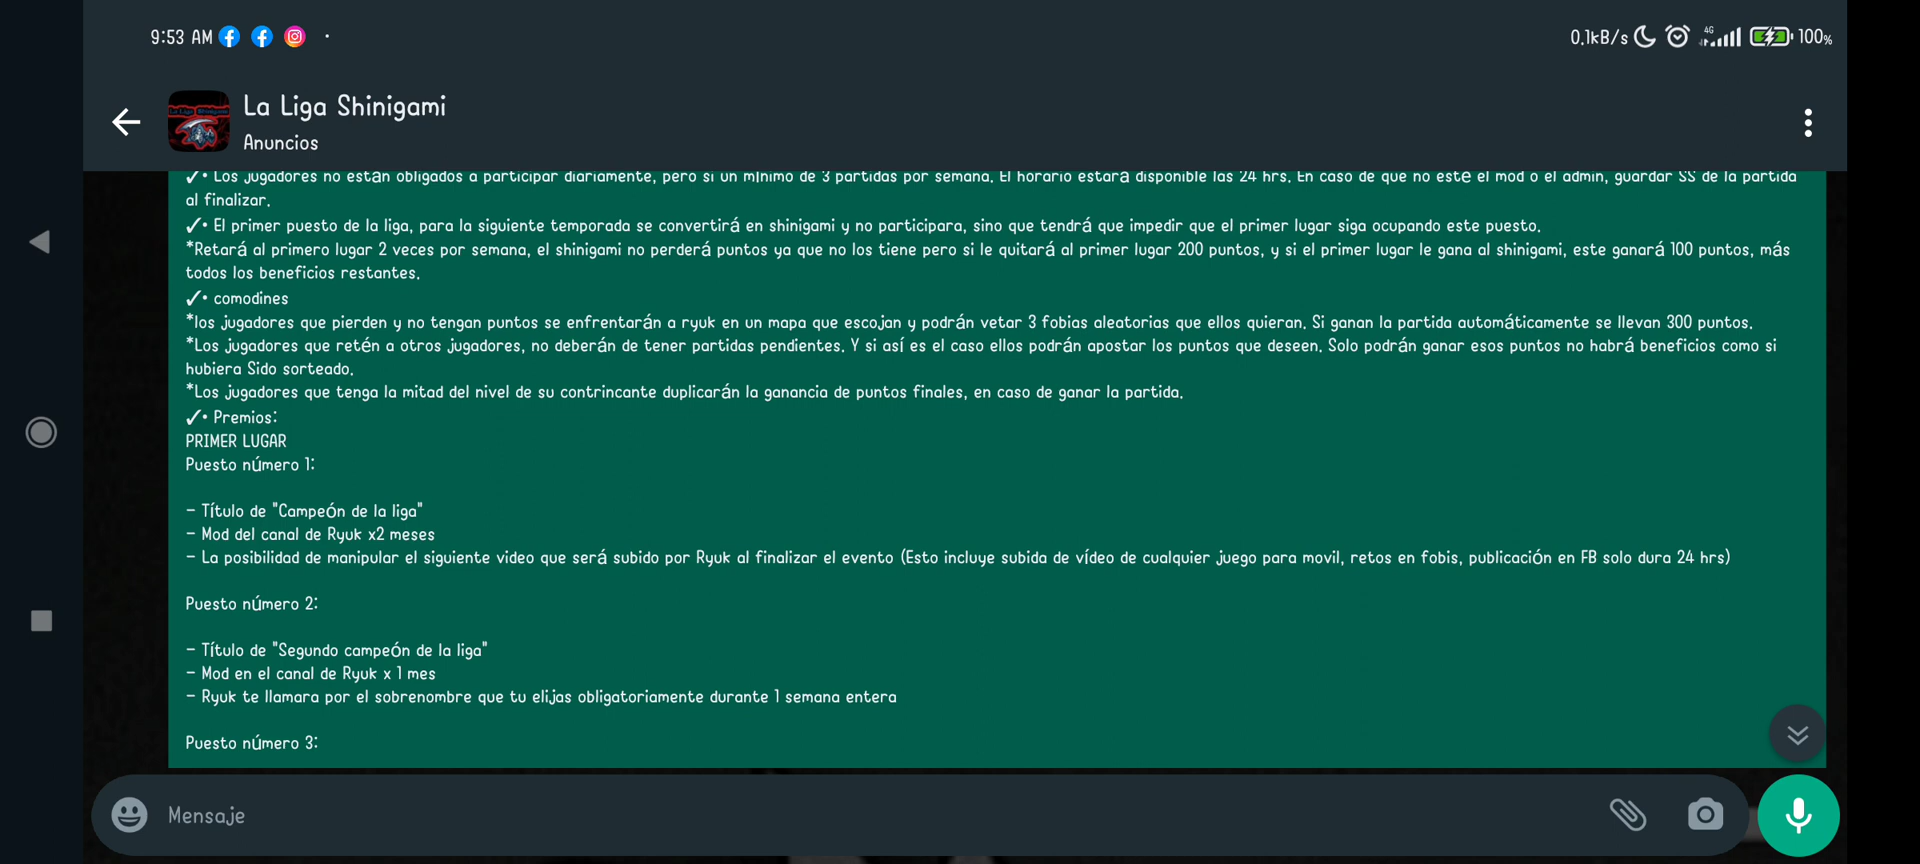 9:53 AM
0,1kB/s 4G 100%
La Liga Shinigami
Anuncios
✓• Los jugadores no están obligados a participar diariamente, pero si un mínimo de 3 partidas por semana. El horario estará disponible las 24 hrs. En caso de que no esté el mod o el admin, guardar SS de la partida
al finalizar.
✓• El primer puesto de la liga, para la siguiente temporada se convertirá en shinigami y no participara, sino que tendrá que impedir que el primer lugar siga ocupando este puesto.
*Retará al primero lugar 2 veces por semana, el shinigami no perderá puntos ya que no los tiene pero si le quitará al primer lugar 200 puntos, y si el primer lugar le gana al shinigami, este ganará 100 puntos, más
todos los beneficios restantes.
✓• comodines
*los jugadores que pierden y no tengan puntos se enfrentarán a ryuk en un mapa que escojan y podrán vetar 3 fobias aleatorias que ellos quieran. Si ganan la partida automáticamente se llevan 300 puntos.
*Los jugadores que retén a otros jugadores, no deberán de tener partidas pendientes. Y si así es el caso ellos podrán apostar los puntos que deseen. Solo podrán ganar esos puntos no habrá beneficios como si
hubiera Sido sorteado.
*Los jugadores que tenga la mitad del nivel de su contrincante duplicarán la ganancia de puntos finales, en caso de ganar la partida.
✓• Premios:
PRIMER LUGAR
Puesto número 1:
- Título de "Campeón de la liga"
- Mod del canal de Ryuk x2 meses
- La posibilidad de manipular el siguiente video que será subido por Ryuk al finalizar el evento (Esto incluye subida de vídeo de cualquier juego para movil, retos en fobis, publicación en FB solo dura 24 hrs)
Puesto número 2:
- Título de "Segundo campeón de la liga"
- Mod en el canal de Ryuk x 1 mes
- Ryuk te llamara por el sobrenombre que tu elijas obligatoriamente durante 1 semana entera
Puesto número 3:
Mensaje